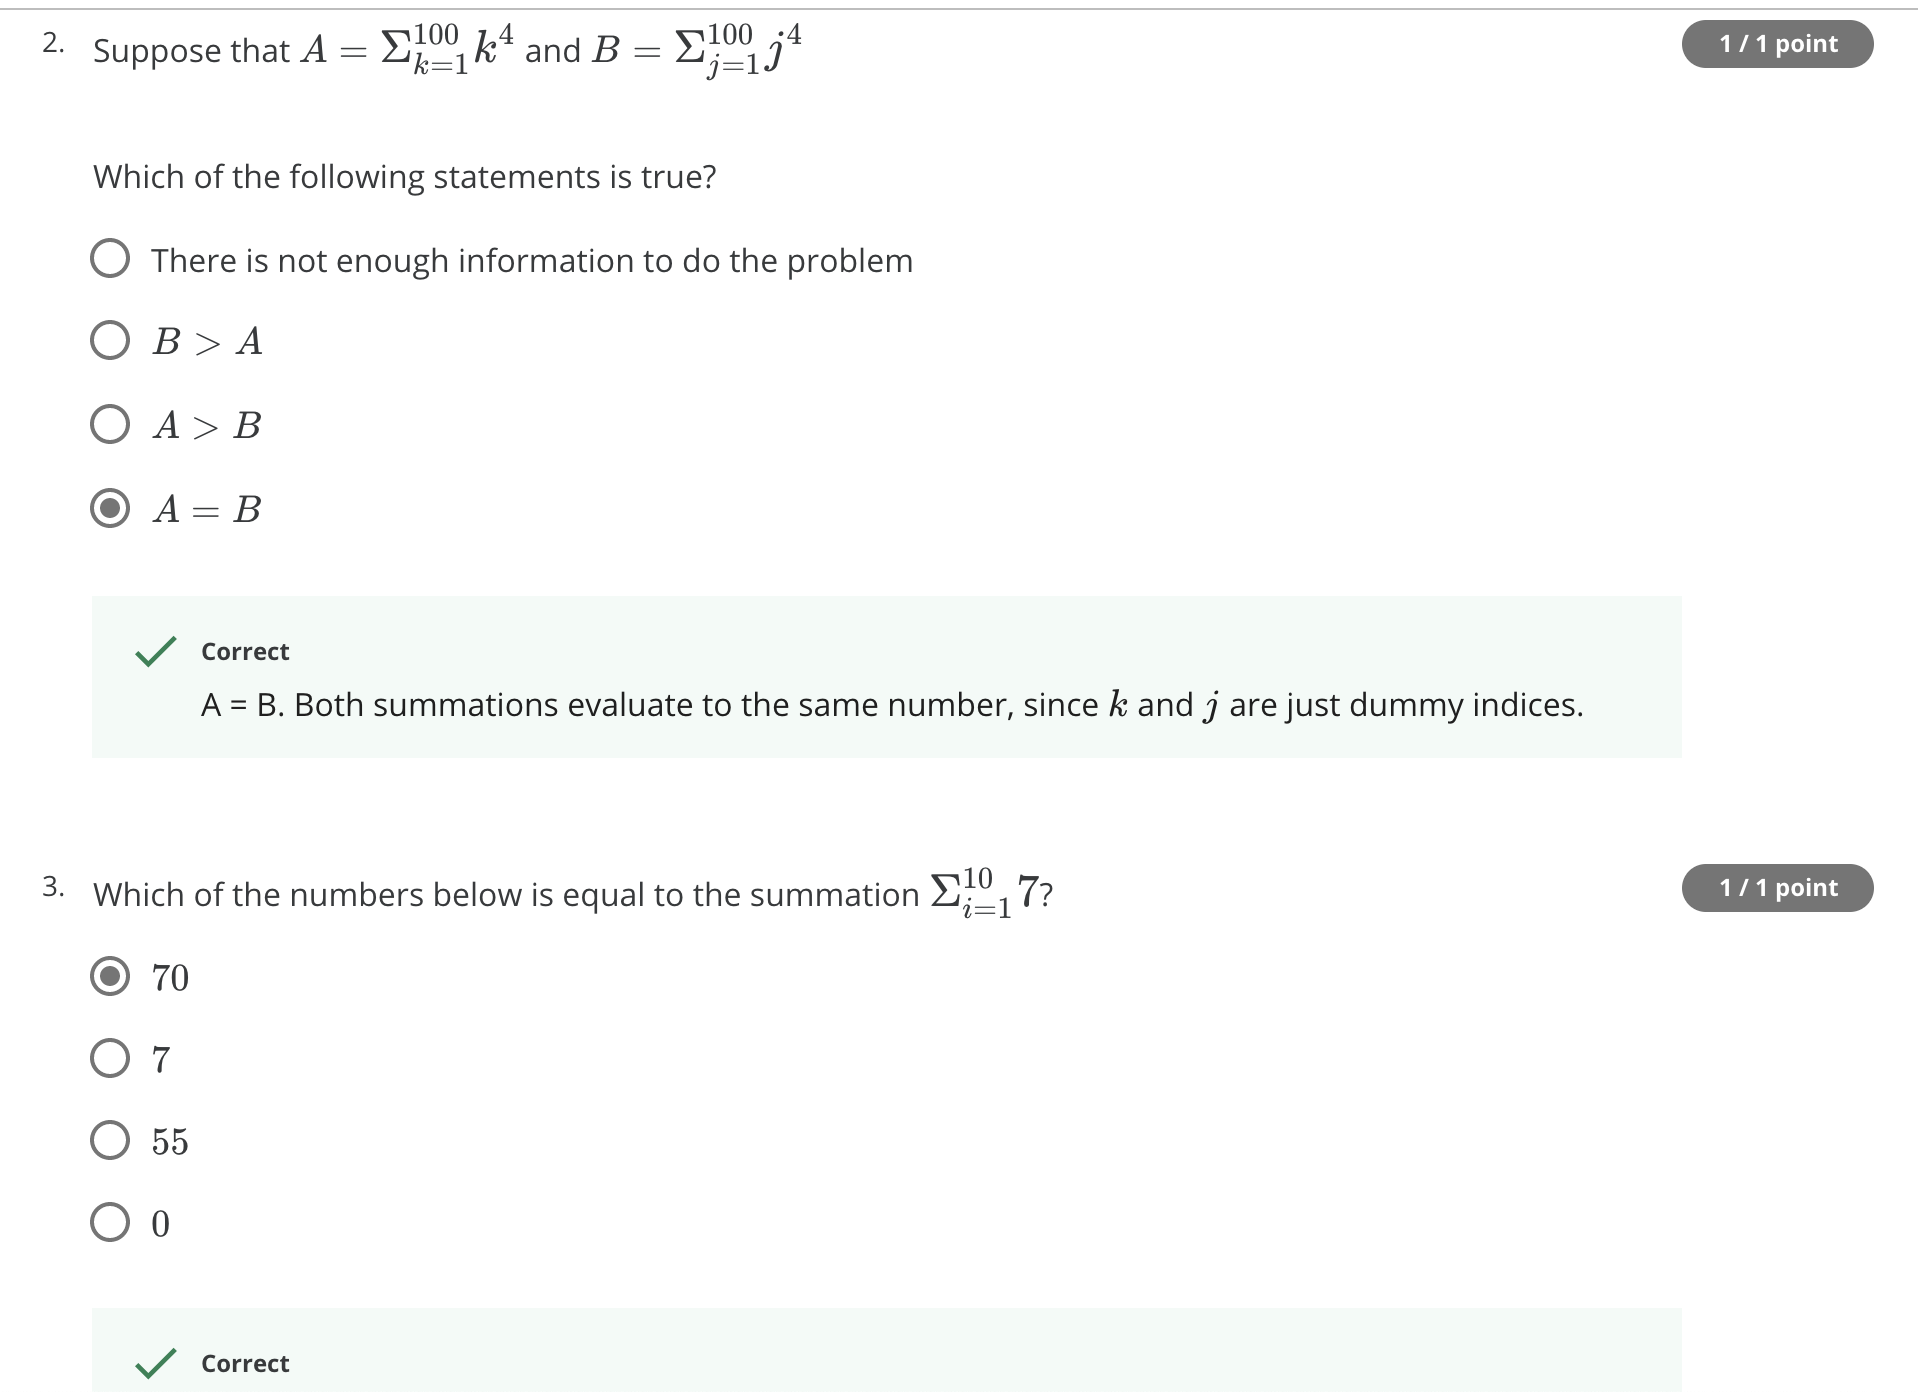 2. Suppose that A = Σ_{k=1}^{100} k^4 and B = Σ_{j=1}^{100} j^4
1 / 1 point
Which of the following statements is true?
There is not enough information to do the problem
B > A
A > B
A = B
Correct
A = B. Both summations evaluate to the same number, since k and j are just dummy indices.
3. Which of the numbers below is equal to the summation Σ_{i=1}^{10} 7?
1 / 1 point
70
7
55
0
Correct